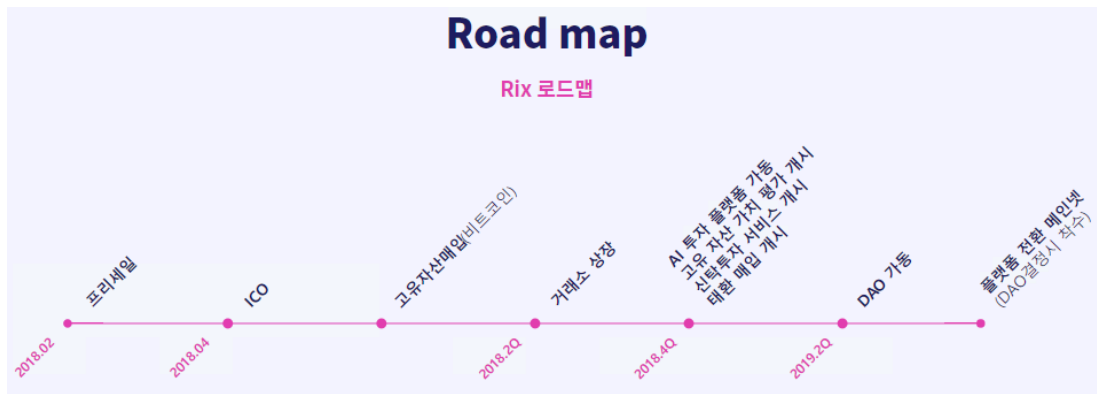 Road map
Rix 로드맵
프리세일
2018.02
ICO
2018.04
고유자산매입(비트코인)
거래소 상장
2018.2Q
AI 투자 플랫폼 가동
고유 자산 가치 평가 개시
신탁투자 서비스 개시
태환 매입 개시
2018.4Q
DAO 가동
2019.2Q
플랫폼 전환 메인넷
(DAO결정시 착수)